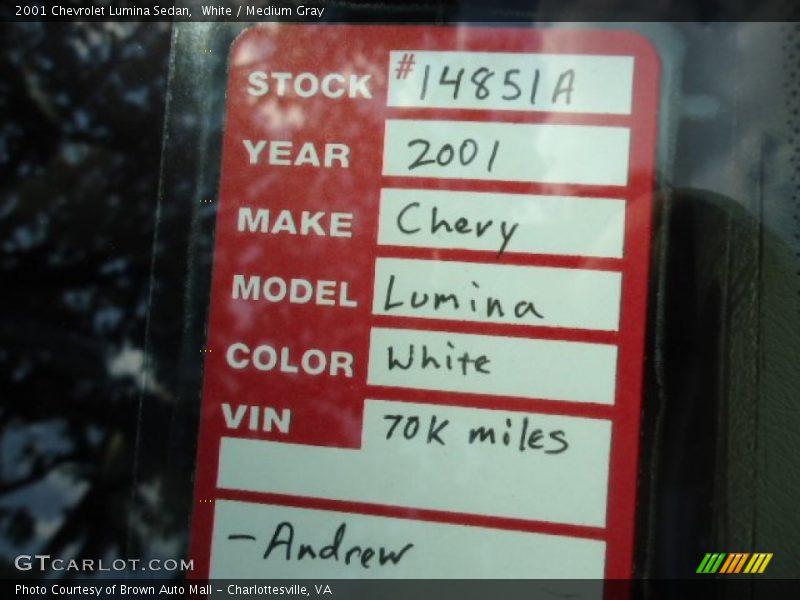 2001 Chevrolet Lumina Sedan,  White / Medium Gray
STOCK #14851A
YEAR 2001
MAKE Chevy
MODEL Lumina
COLOR White
VIN 70K miles
-Andrew
GTCARLOT.COM
Photo Courtesy of Brown Auto Mall - Charlottesville, VA